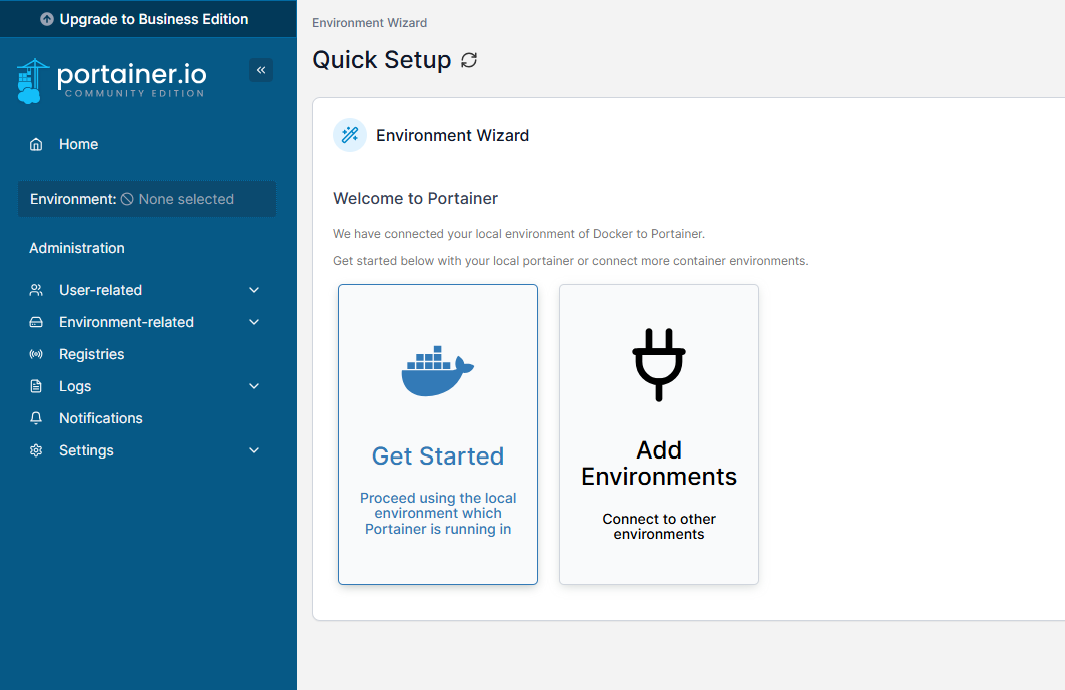 Upgrade to Business Edition
portainer.io
COMMUNITY EDITION
Home
Environment: None selected
Administration
User-related
Environment-related
Registries
Logs
Notifications
Settings
Environment Wizard
Quick Setup
Environment Wizard
Welcome to Portainer
We have connected your local environment of Docker to Portainer.
Get started below with your local portainer or connect more container environments.
Get Started
Proceed using the local
environment which
Portainer is running in
Add
Environments
Connect to other
environments